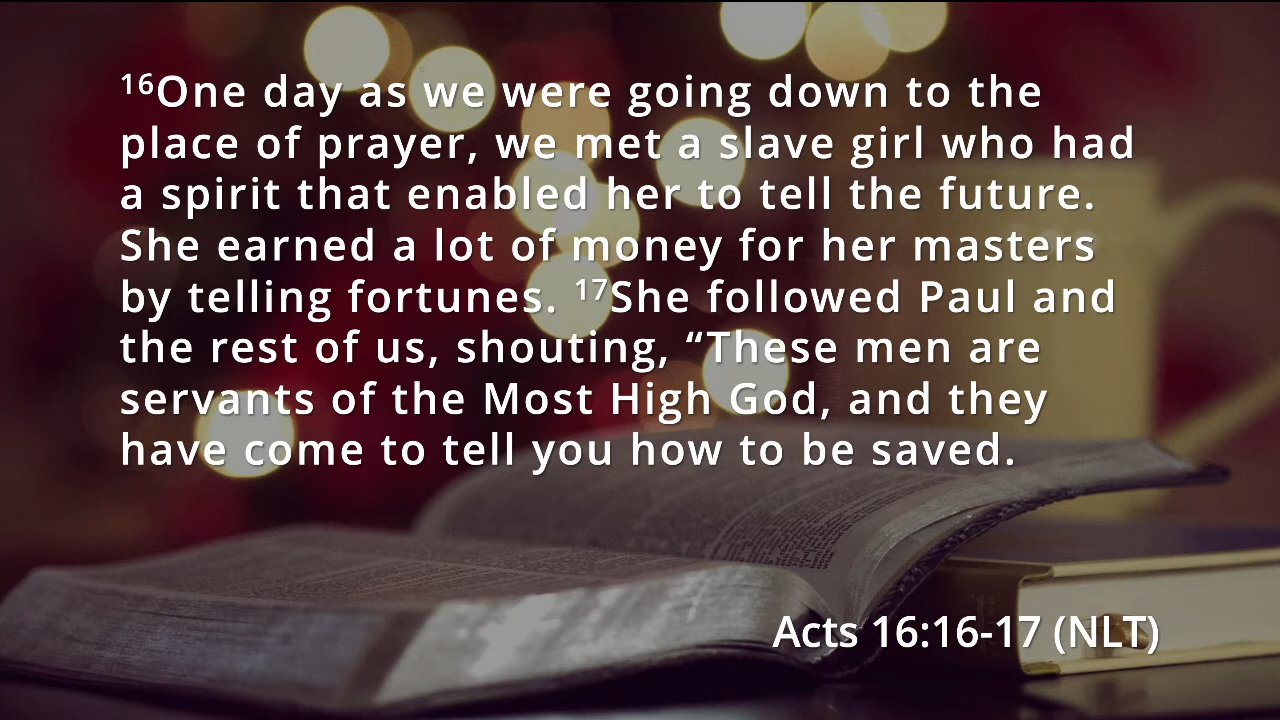 ¹⁶One day as we were going down to the
place of prayer, we met a slave girl who had
a spirit that enabled her to tell the future.
She earned a lot of money for her masters
by telling fortunes. ¹⁷She followed Paul and
the rest of us, shouting, “These men are
servants of the Most High God, and they
have come to tell you how to be saved.
Acts 16:16-17 (NLT)